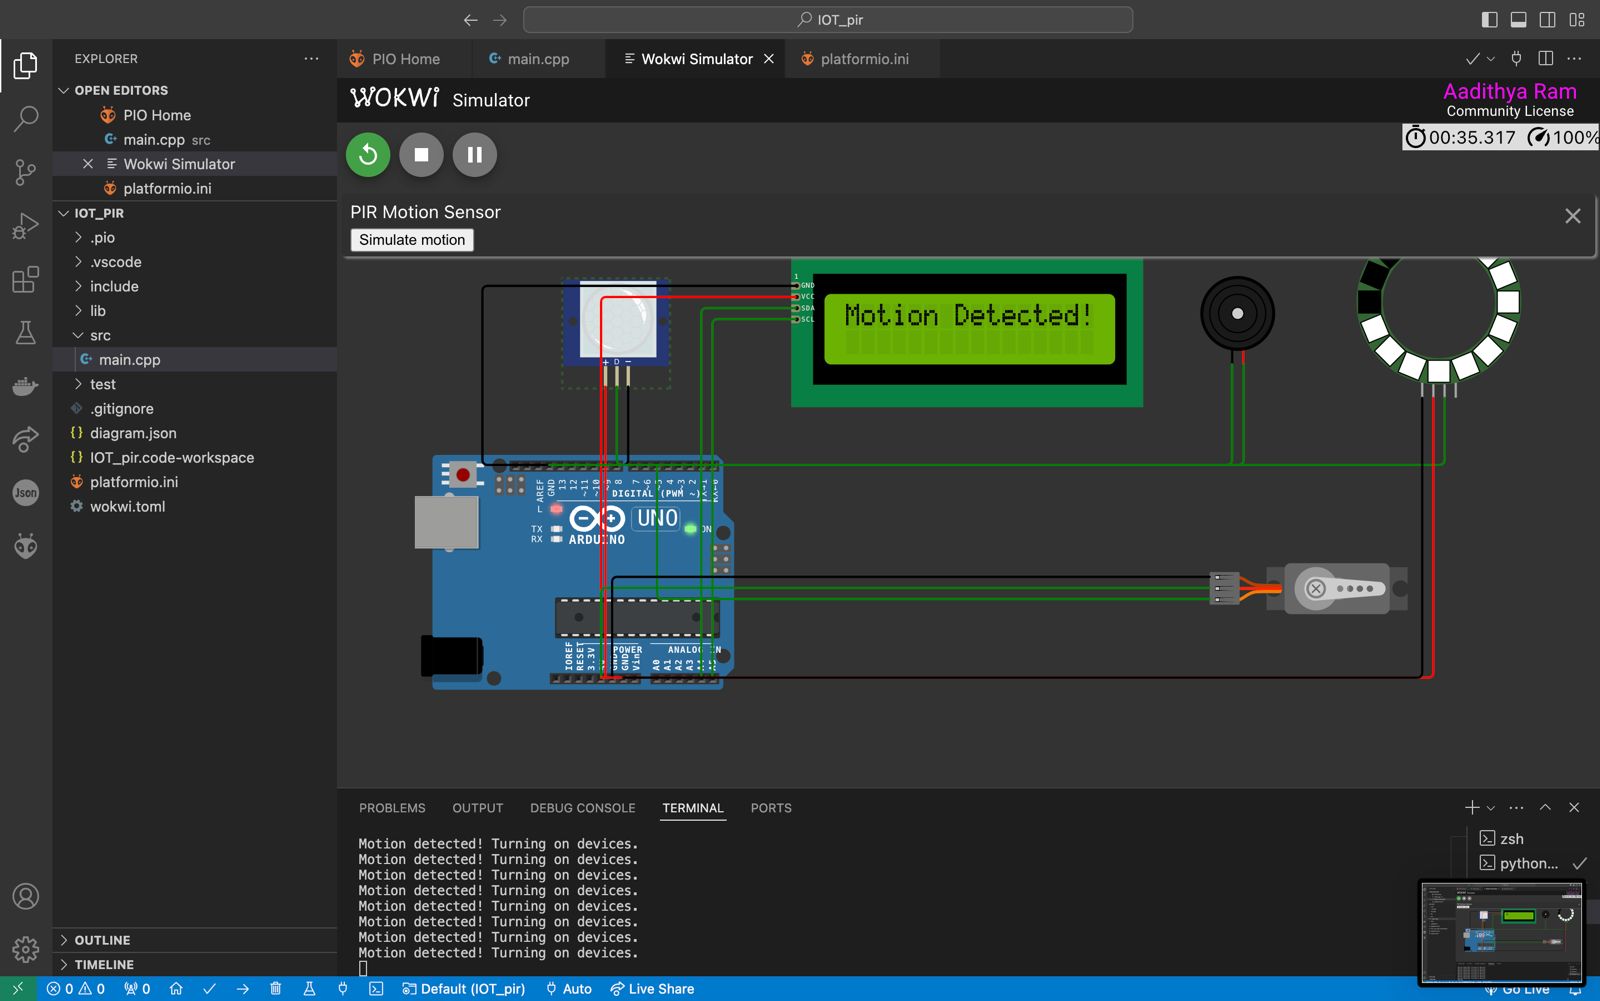 IOT_pir
EXPLORER
PIO Home
main.cpp
Wokwi Simulator
platformio.ini
OPEN EDITORS
PIO Home
main.cpp src
Wokwi Simulator
platformio.ini
IOT_PIR
.pio
.vscode
include
lib
src
main.cpp
test
.gitignore
diagram.json
IOT_pir.code-workspace
platformio.ini
wokwi.toml
OUTLINE
TIMELINE
Json
WOKWI Simulator
Aadithya Ram
Community License
00:35.317 100%
PIR Motion Sensor
Simulate motion
+ D −
1
GND
VCC
SDA
SCL
Motion Detected!
AREF
GND
13
12
~11
~10
~9
8
7
~6
~5
4
~3
2
DIGITAL (PWM ~)
L
TX
RX
UNO
ON
ARDUINO
IOREF
RESET
3.3V
GND
Vin
POWER
ANALOG IN
A0
A1
A2
A3
PROBLEMS OUTPUT DEBUG CONSOLE TERMINAL PORTS
Motion detected! Turning on devices.
Motion detected! Turning on devices.
Motion detected! Turning on devices.
Motion detected! Turning on devices.
Motion detected! Turning on devices.
Motion detected! Turning on devices.
Motion detected! Turning on devices.
Motion detected! Turning on devices.
zsh
python...
0 0 0 Default (IOT_pir) Auto Live Share Go Live